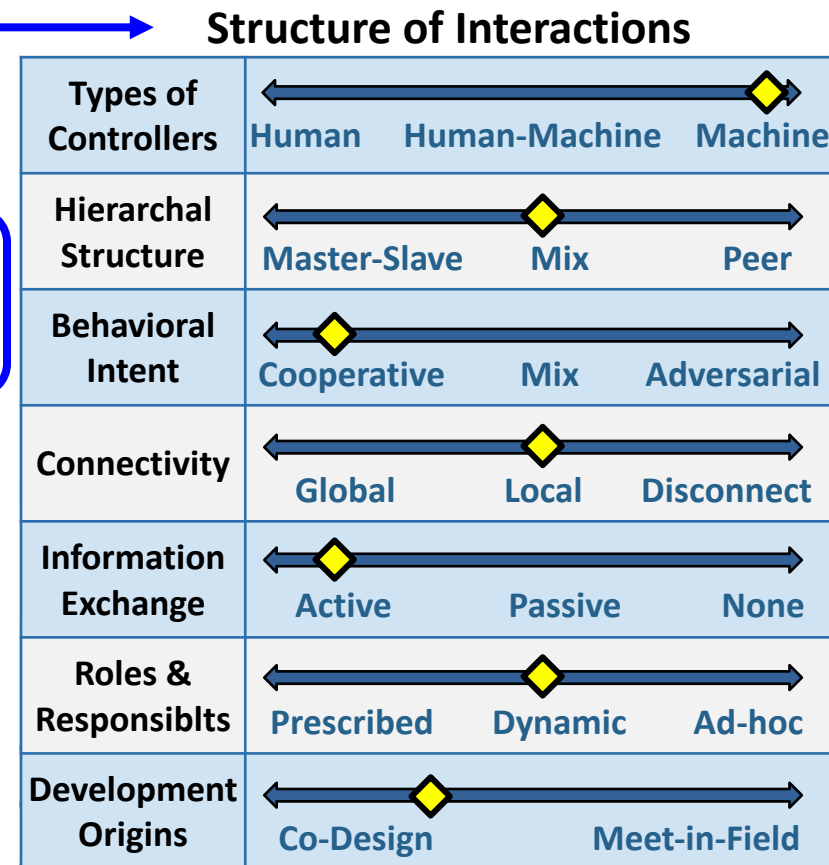 Structure of Interactions
Types of
Controllers
Human Human-Machine Machine
Hierarchal
Structure
Master-Slave Mix Peer
Behavioral
Intent
Cooperative Mix Adversarial
Connectivity
Global Local Disconnect
Information
Exchange
Active Passive None
Roles &
Responsiblts
Prescribed Dynamic Ad-hoc
Development
Origins
Co-Design Meet-in-Field